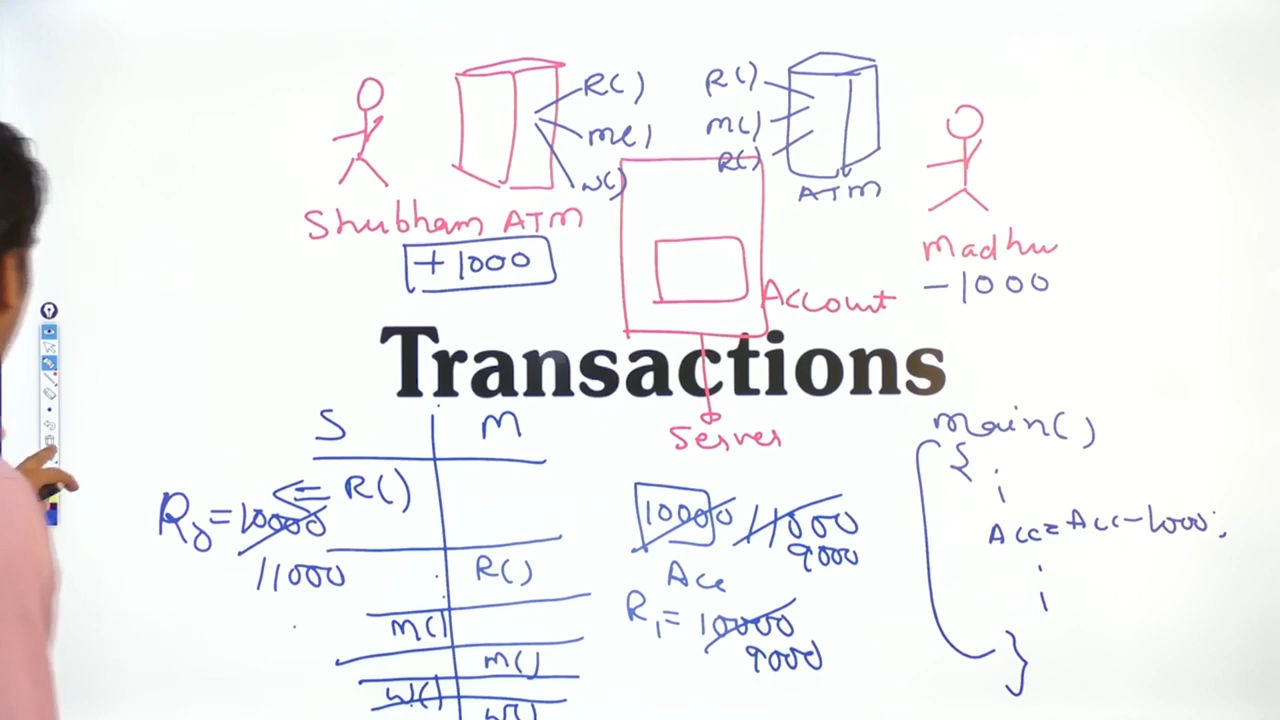 R()
m()
W()
R()
m()
R()
ATM
Shubham ATM
+1000
Account
Madhu
-1000
Transactions
Server
S M
R()
R0=10000
11000
R()
m()
m()
W()
W()
10000 11000
9000
Acc
R1=10000
9000
main()
{
Acc=Acc-1000;
}